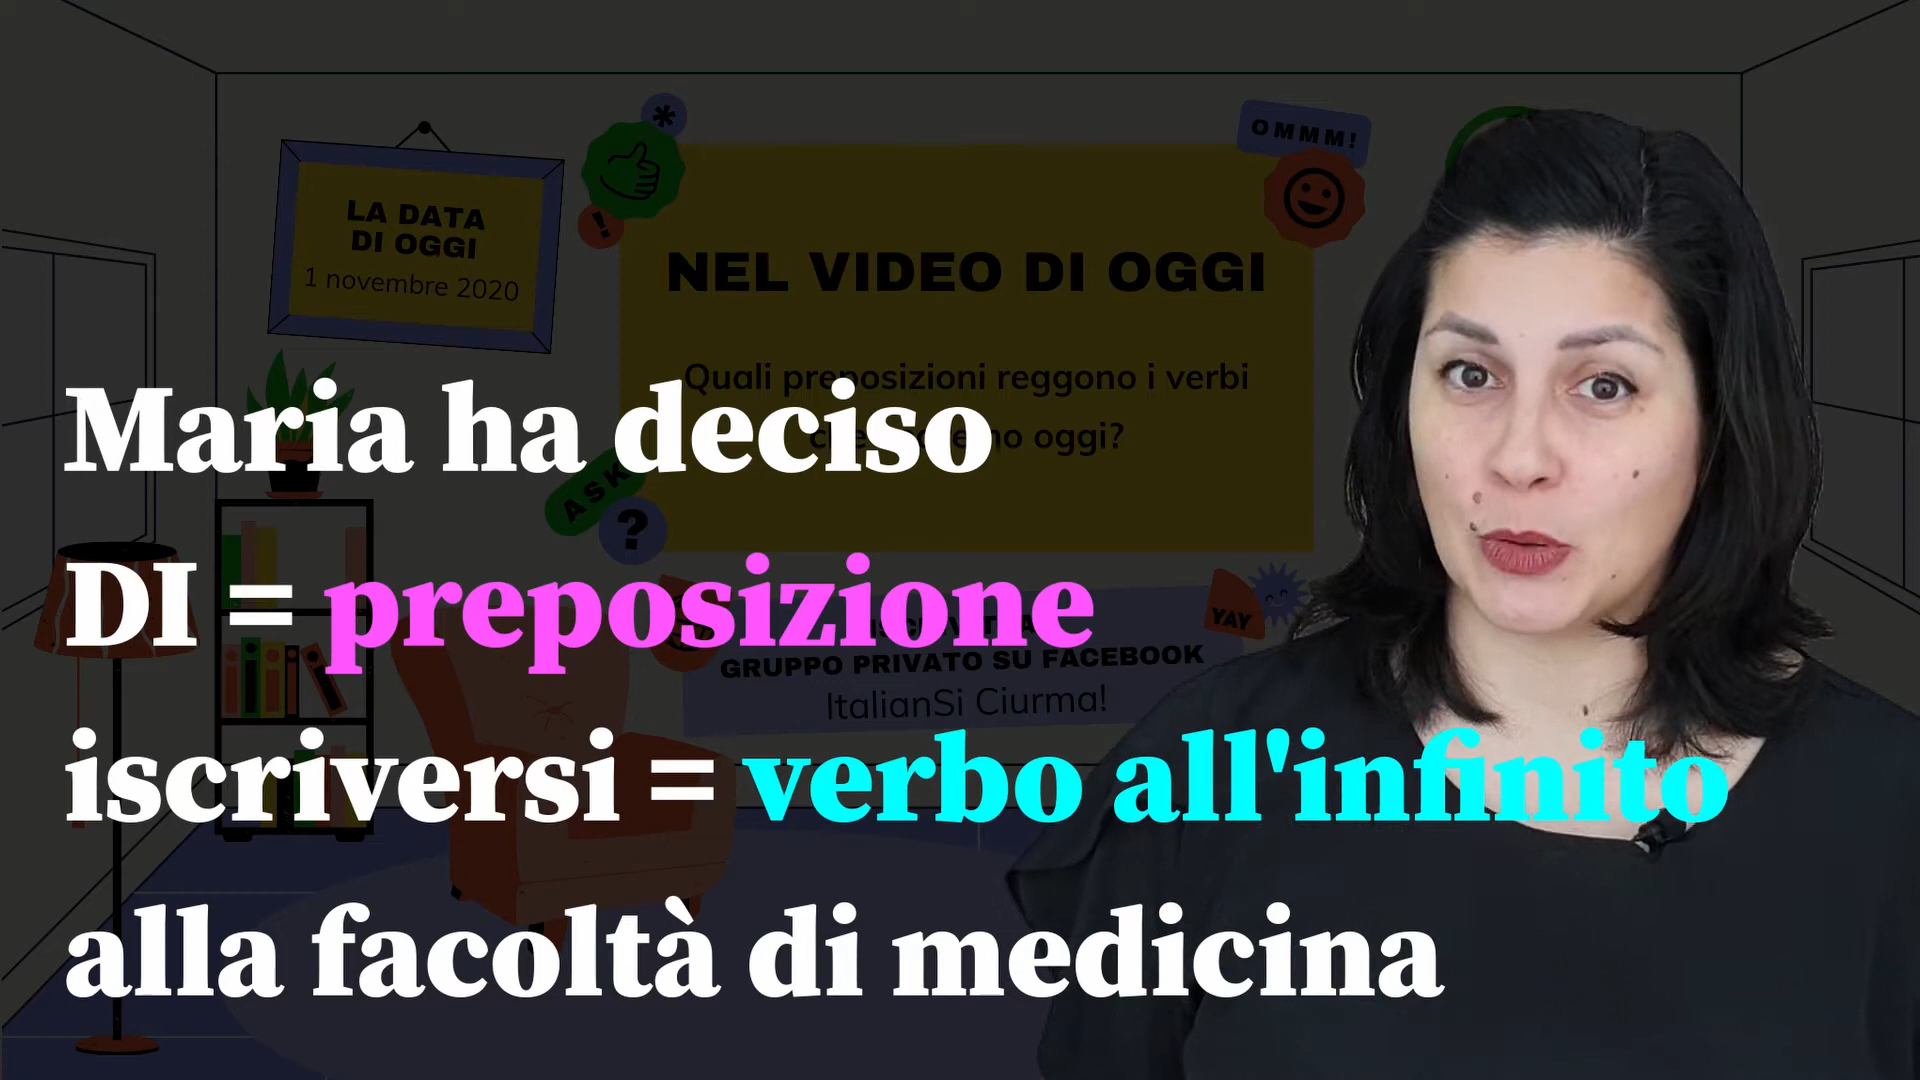 LA DATA
DI OGGI
1 novembre 2020
OMMM!
NEL VIDEO DI OGGI
Quali preposizioni reggono i verbi
oggi?
ASK
?
Maria ha deciso
DI = preposizione
iscriversi = verbo all'infinito
alla facoltà di medicina
YAY
GRUPPO PRIVATO SU FACEBOOK
ItalianSi Ciurma!